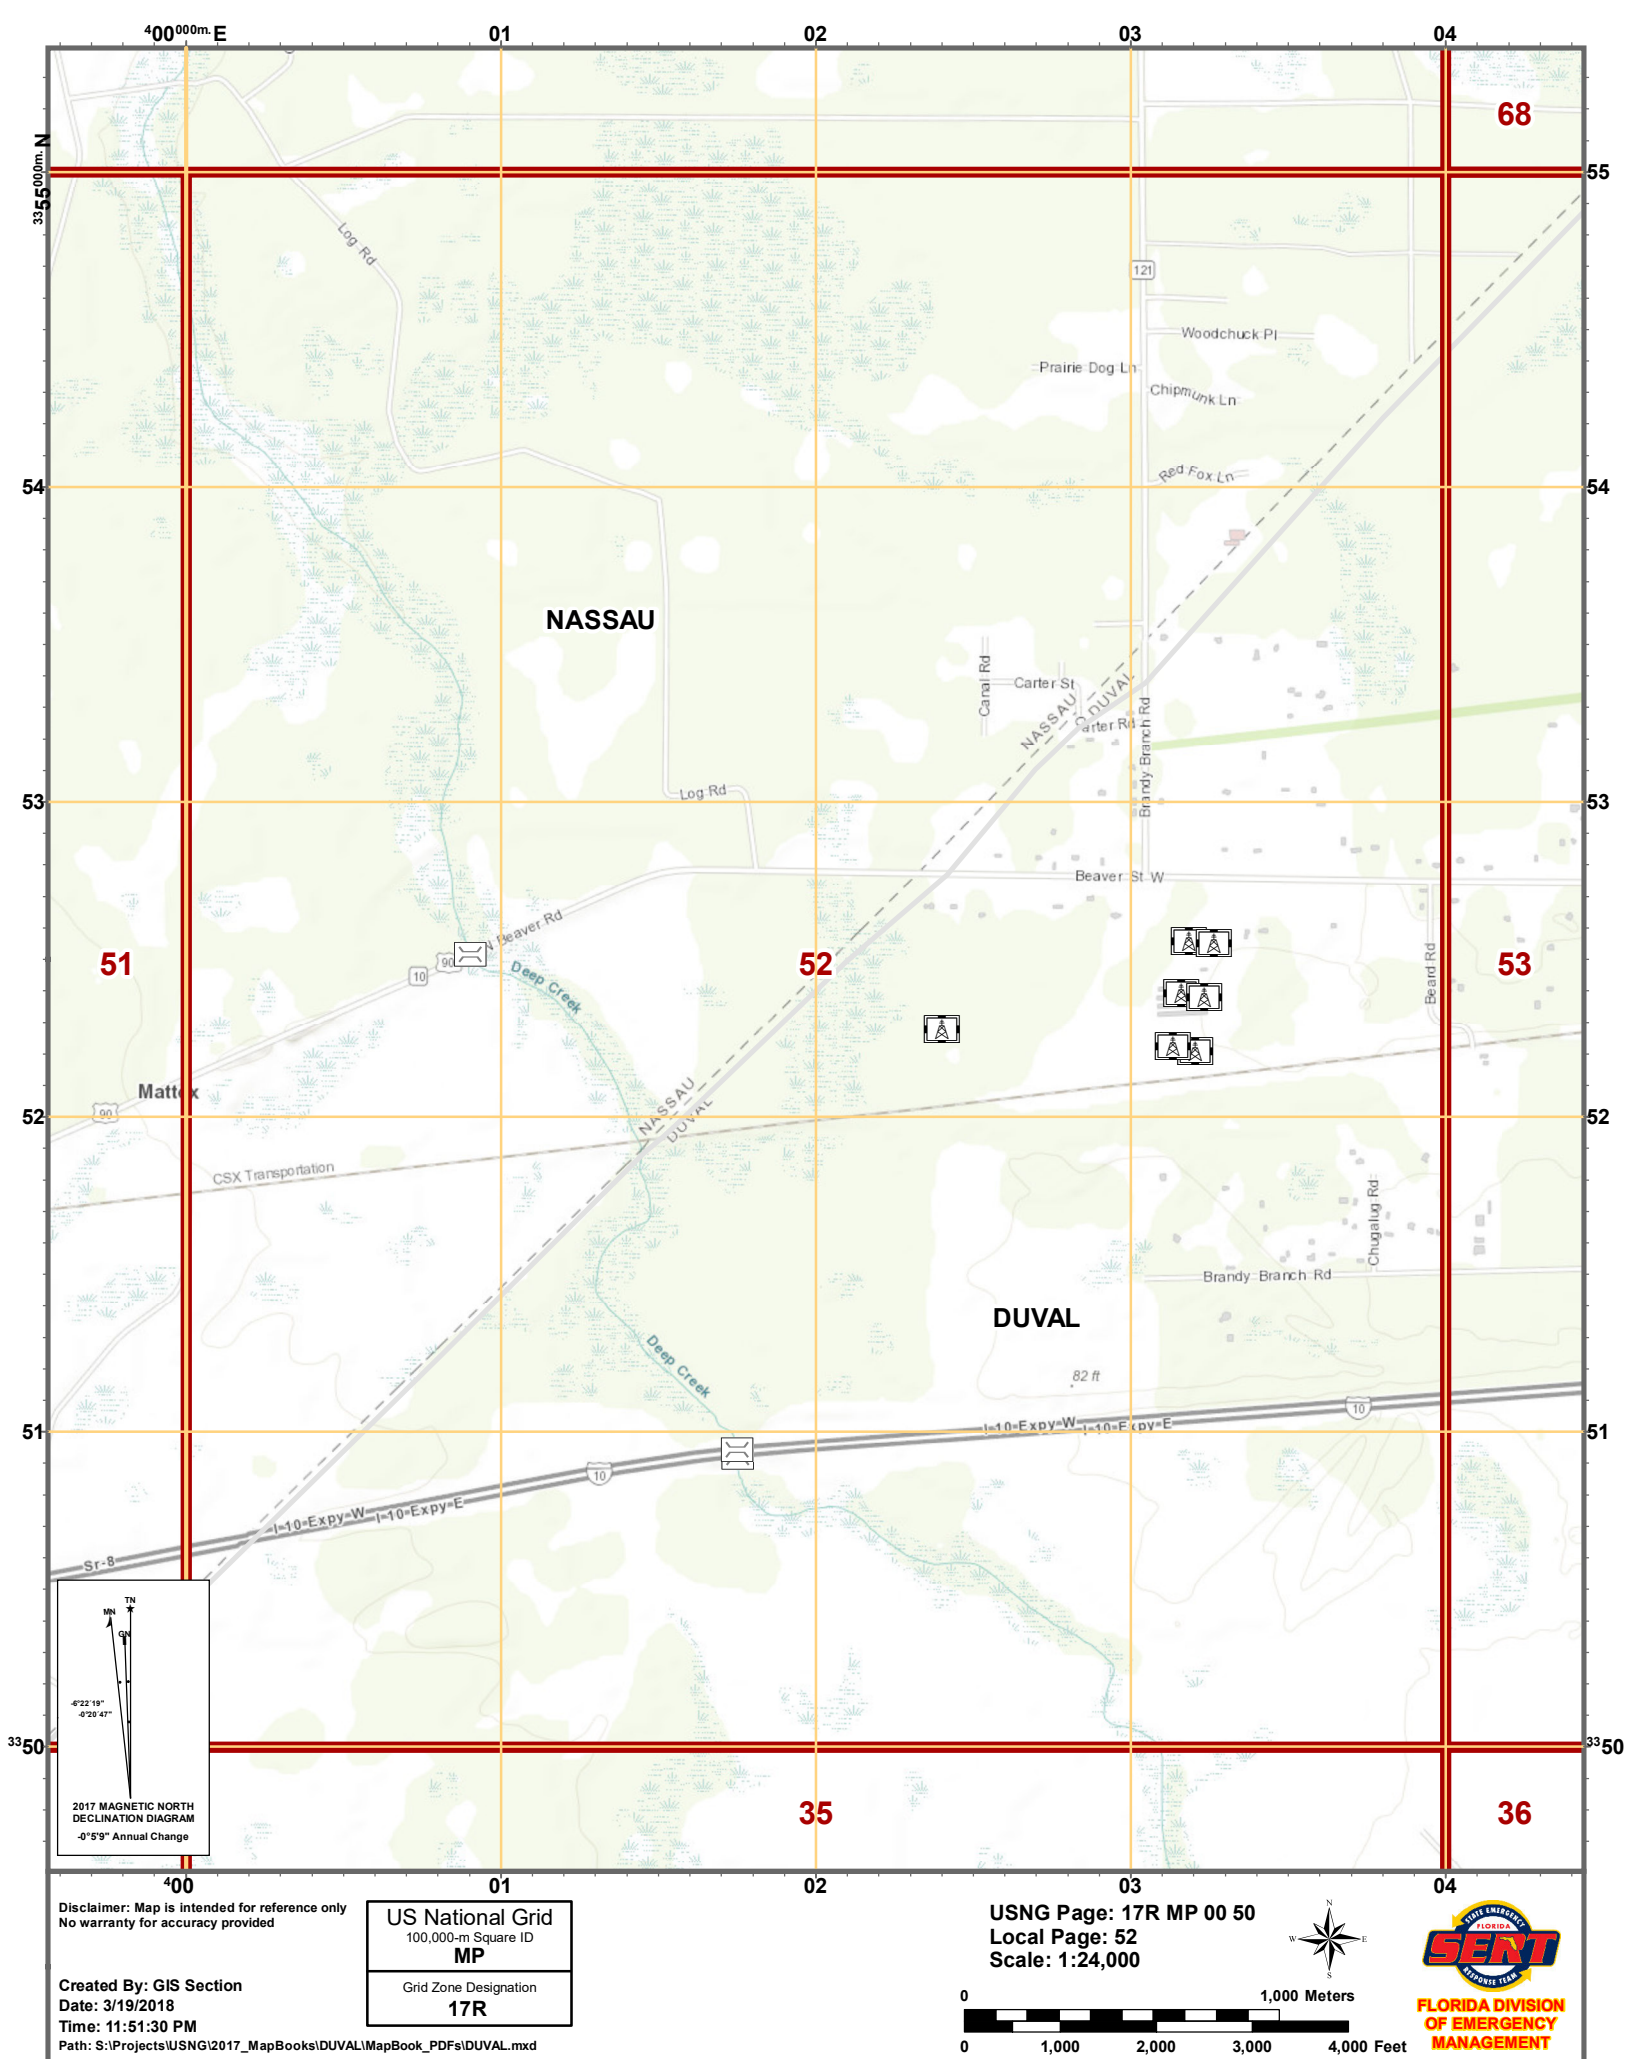 400000m. E
01
02
03
04
68
3355000m. N
55
Log Rd
121
Woodchuck Pl
Prairie Dog Ln
Chipmunk Ln
Red Fox Ln
54
54
NASSAU
Canal Rd
Carter St
NASSAU
DUVAL
Carter Rd
Brandy Branch Rd
Log Rd
53
53
Beaver St W
N Beaver Rd
90
10
51
Deep Creek
52
Beard Rd
53
Mattox
90
NASSAU
DUVAL
52
52
CSX Transportation
Chugalug Rd
Brandy Branch Rd
DUVAL
Deep Creek
82 ft
10
I-10-Expy-W
I-10-Expy-E
51
51
10
I-10-Expy-W
I-10-Expy-E
Sr-8
TN
MN
GN
-6°22'19"
-0°20'47"
2017 MAGNETIC NORTH
DECLINATION DIAGRAM
-0°5'9" Annual Change
3350
3350
35
36
400
01
02
03
04
Disclaimer: Map is intended for reference only
No warranty for accuracy provided
Created By: GIS Section
Date: 3/19/2018
Time: 11:51:30 PM
Path: S:\Projects\USNG\2017_MapBooks\DUVAL\MapBook_PDFs\DUVAL.mxd
US National Grid
100,000-m Square ID
MP
Grid Zone Designation
17R
USNG Page: 17R MP 00 50
Local Page: 52
Scale: 1:24,000
N
W
E
S
0
1,000 Meters
0
1,000
2,000
3,000
4,000 Feet
STATE EMERGENCY
FLORIDA
SERT
RESPONSE TEAM
FLORIDA DIVISION
OF EMERGENCY
MANAGEMENT